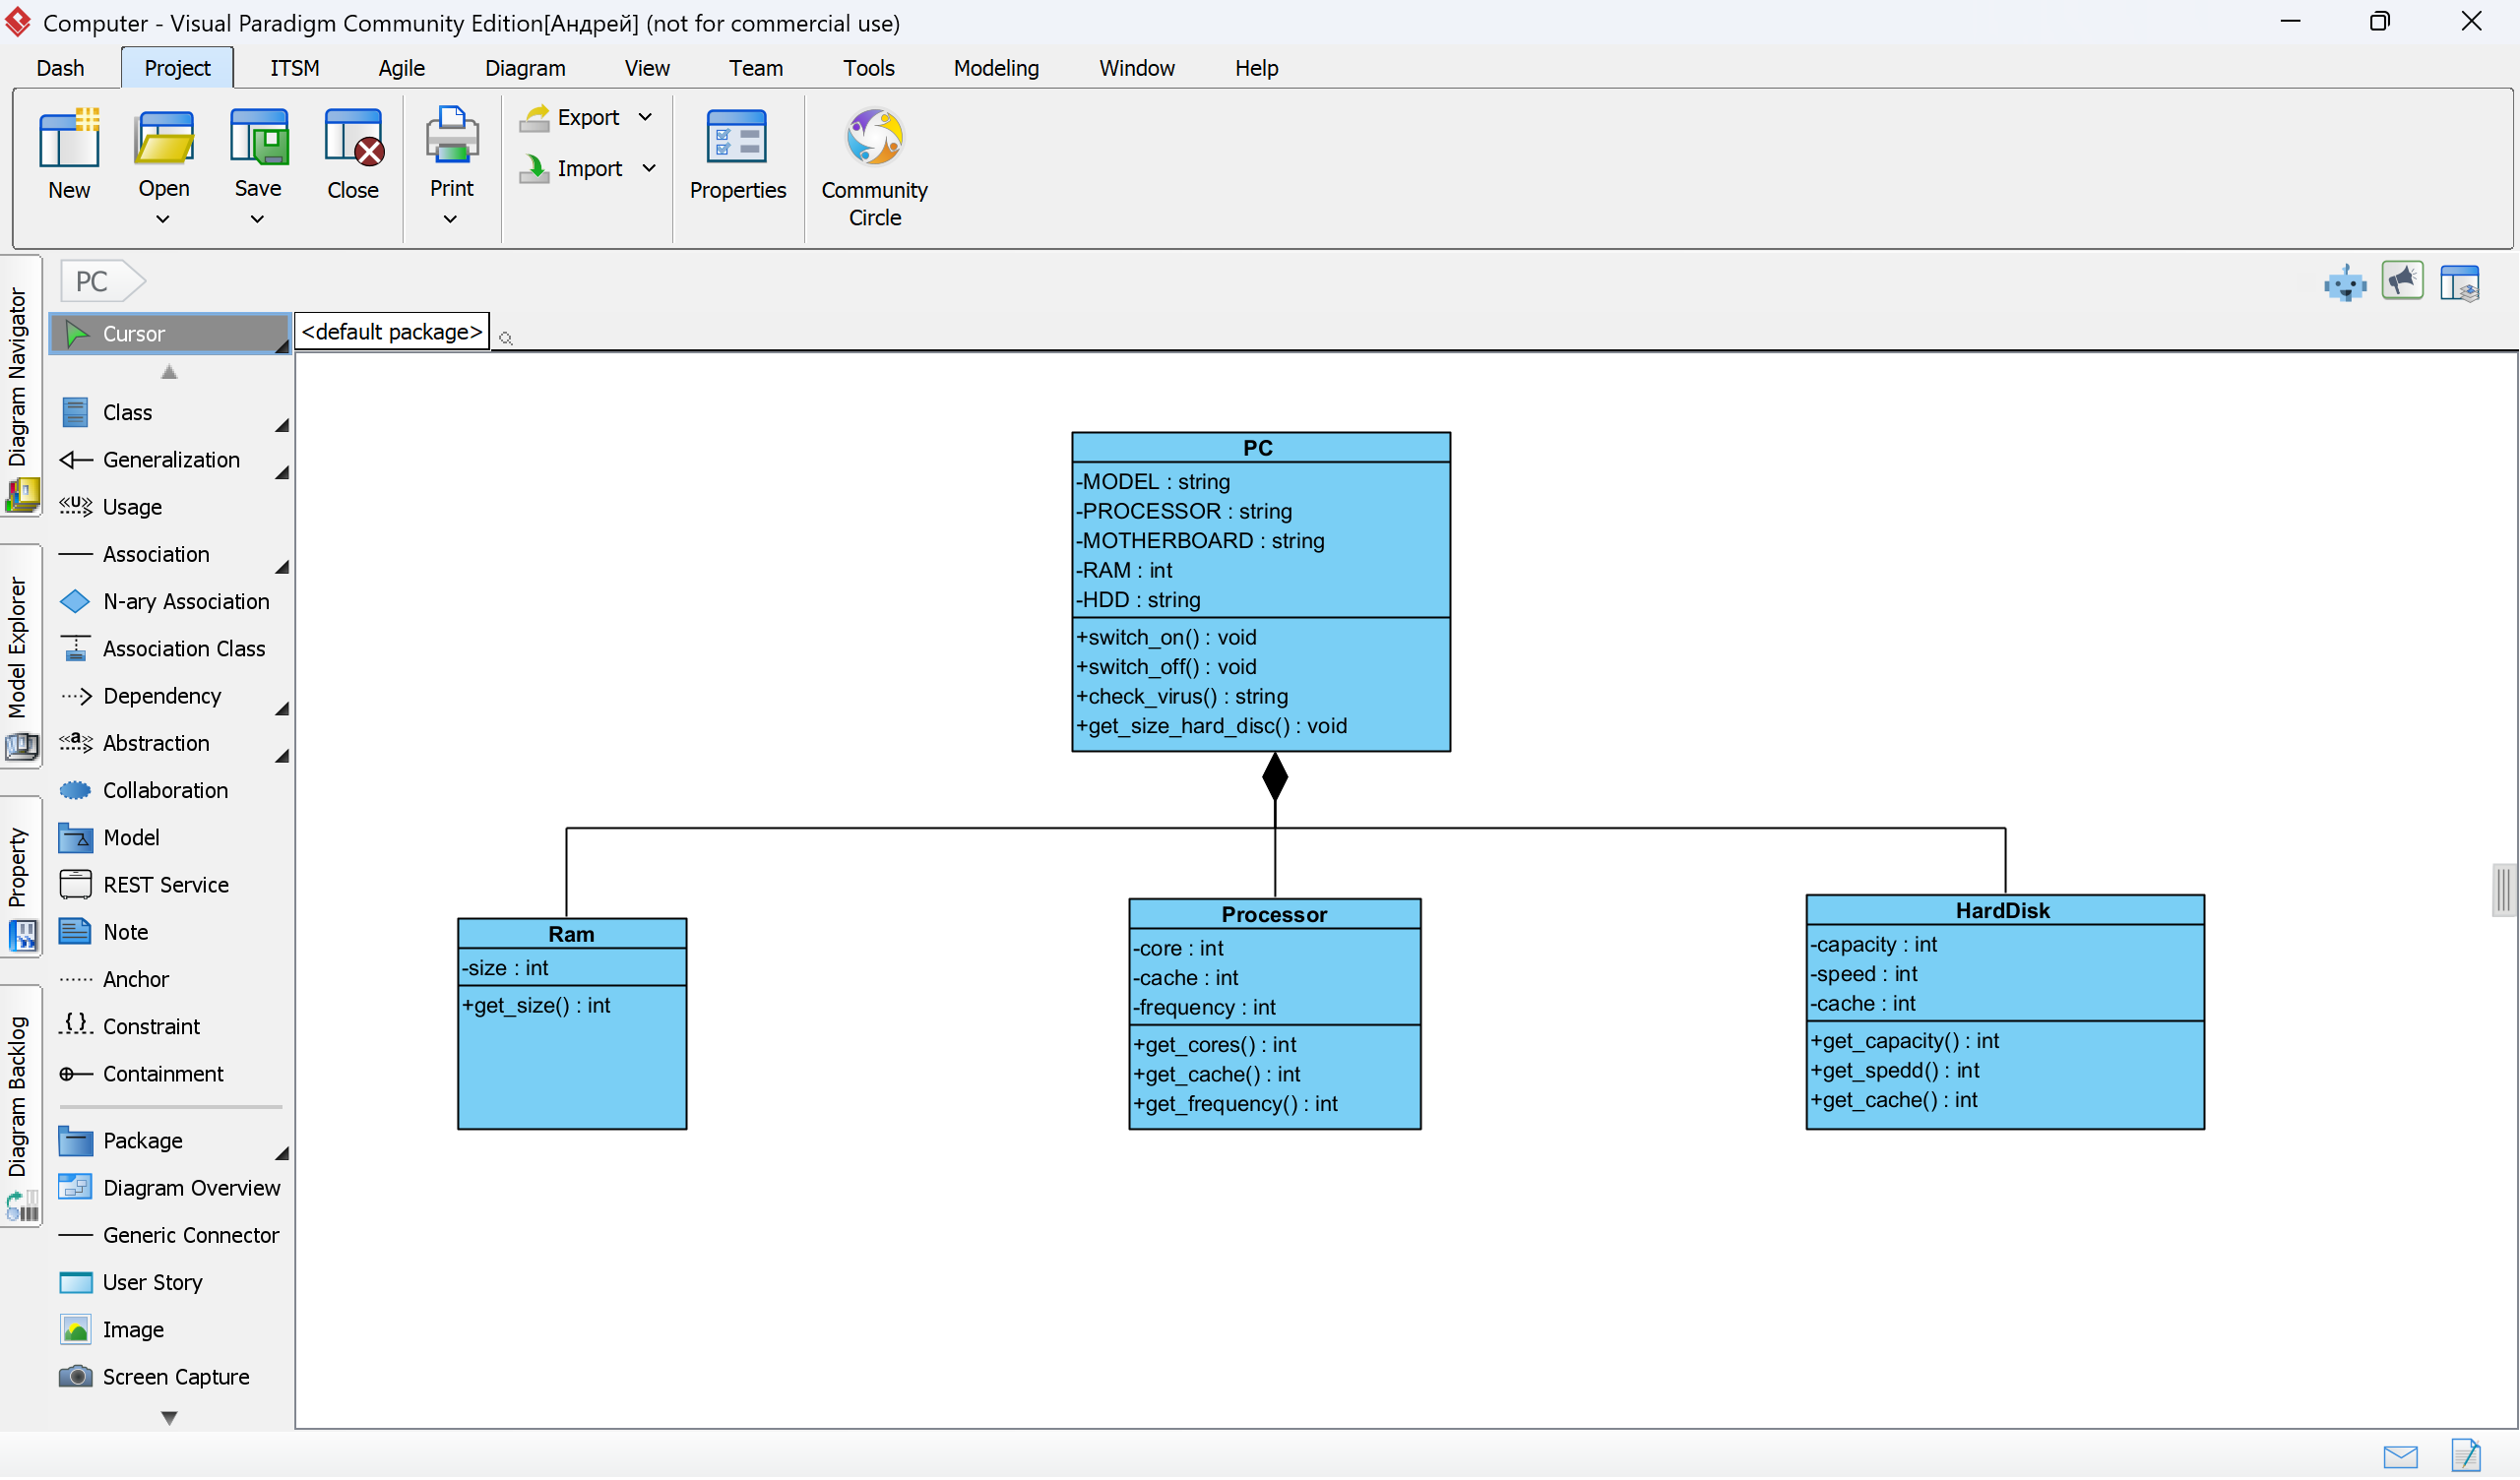 Computer - Visual Paradigm Community Edition[Андрей] (not for commercial use)
Dash Project ITSM Agile Diagram View Team Tools Modeling Window Help
New
Open
Save
Close
Print
Export
Import
Properties
Community
Circle
PC
Diagram Navigator
Model Explorer
Property
Diagram Backlog
Cursor
Class
Generalization
«U» Usage
Association
N-ary Association
Association Class
Dependency
«a» Abstraction
Collaboration
Model
REST Service
Note
Anchor
{} Constraint
Containment
Package
Diagram Overview
Generic Connector
User Story
Image
Screen Capture
<default package>
PC
-MODEL : string
-PROCESSOR : string
-MOTHERBOARD : string
-RAM : int
-HDD : string
+switch_on() : void
+switch_off() : void
+check_virus() : string
+get_size_hard_disc() : void
Ram
-size : int
+get_size() : int
Processor
-core : int
-cache : int
-frequency : int
+get_cores() : int
+get_cache() : int
+get_frequency() : int
HardDisk
-capacity : int
-speed : int
-cache : int
+get_capacity() : int
+get_spedd() : int
+get_cache() : int